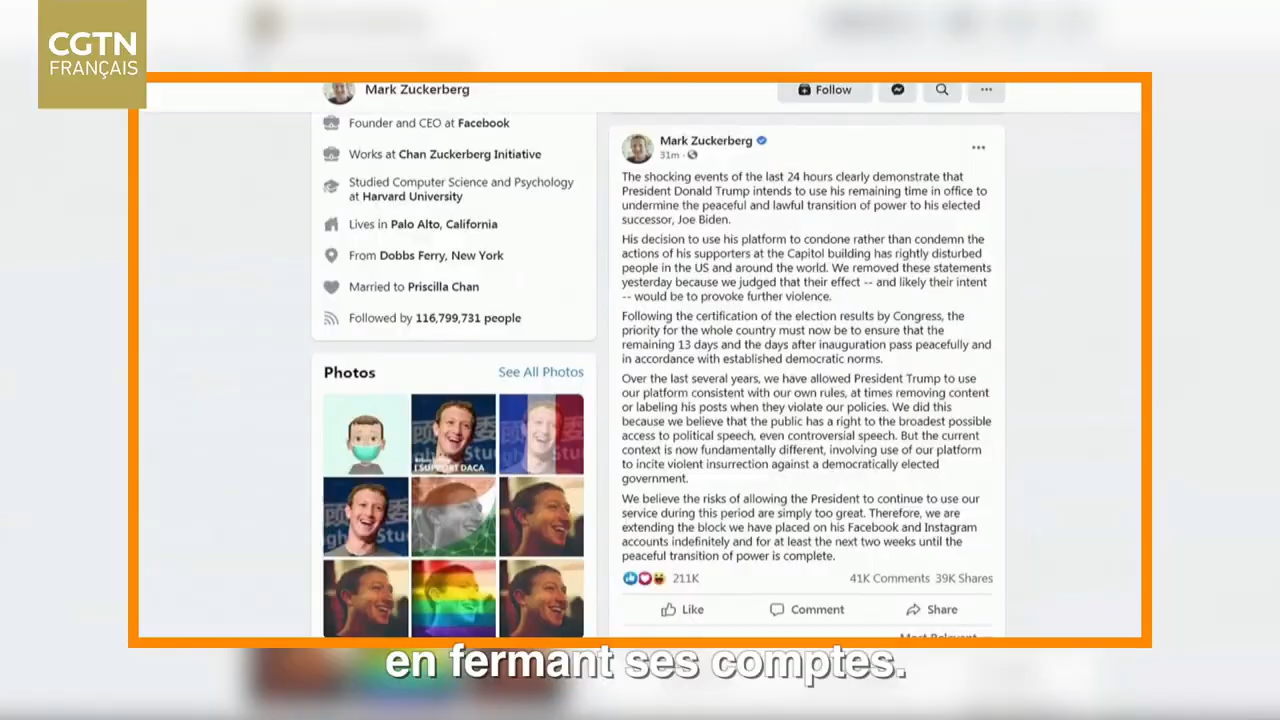 CGTN
FRANÇAIS
Mark Zuckerberg
Follow
Founder and CEO at Facebook
Works at Chan Zuckerberg Initiative
Studied Computer Science and Psychology
at Harvard University
Lives in Palo Alto, California
From Dobbs Ferry, New York
Married to Priscilla Chan
Followed by 116,799,731 people
Photos
See All Photos
I SUPPORT DACA
Mark Zuckerberg
31m
The shocking events of the last 24 hours clearly demonstrate that
President Donald Trump intends to use his remaining time in office to
undermine the peaceful and lawful transition of power to his elected
successor, Joe Biden.
His decision to use his platform to condone rather than condemn the
actions of his supporters at the Capitol building has rightly disturbed
people in the US and around the world. We removed these statements
yesterday because we judged that their effect -- and likely their intent
-- would be to provoke further violence.
Following the certification of the election results by Congress, the
priority for the whole country must now be to ensure that the
remaining 13 days and the days after inauguration pass peacefully and
in accordance with established democratic norms.
Over the last several years, we have allowed President Trump to use
our platform consistent with our own rules, at times removing content
or labeling his posts when they violate our policies. We did this
because we believe that the public has a right to the broadest possible
access to political speech, even controversial speech. But the current
context is now fundamentally different, involving use of our platform
to incite violent insurrection against a democratically elected
government.
We believe the risks of allowing the President to continue to use our
service during this period are simply too great. Therefore, we are
extending the block we have placed on his Facebook and Instagram
accounts indefinitely and for at least the next two weeks until the
peaceful transition of power is complete.
211K
41K Comments 39K Shares
Like
Comment
Share
Most Relevant
en fermant ses comptes.